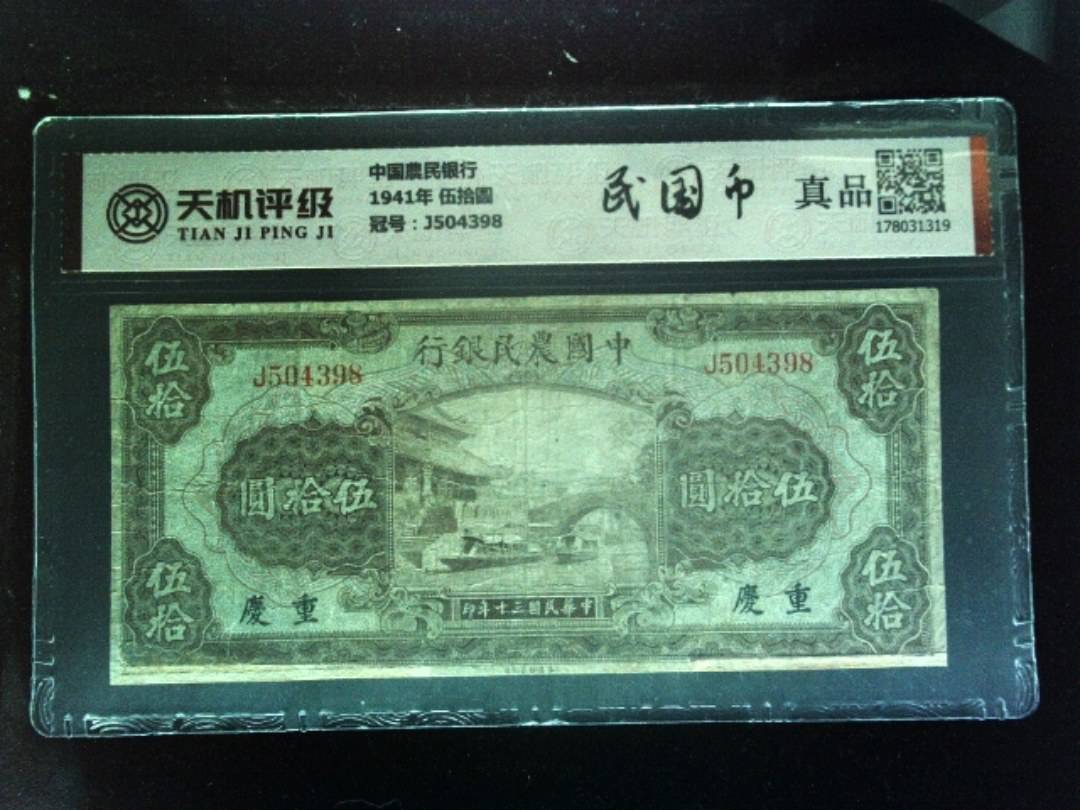 天机评级
TIAN JI PING JI
中国農民银行
1941年 伍拾圓
冠号：J504398
民国币
真品
178031319
伍拾
行銀民農國中
伍拾
J504398
J504398
圓拾伍
圓拾伍
伍拾
慶重
印年十三國民華中
慶重
伍拾